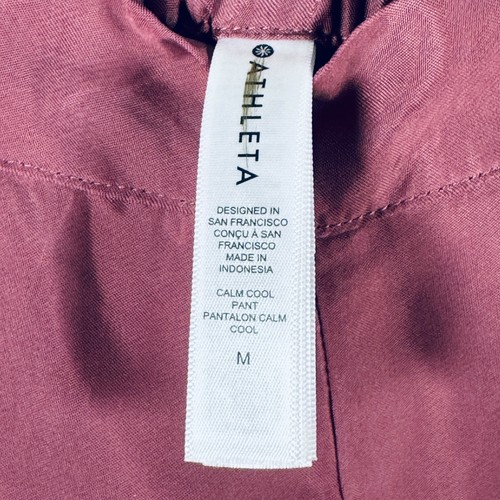 ATHLETA
DESIGNED IN
SAN FRANCISCO
CONÇU À SAN
FRANCISCO
MADE IN
INDONESIA
CALM COOL
PANT
PANTALON CALM
COOL
M